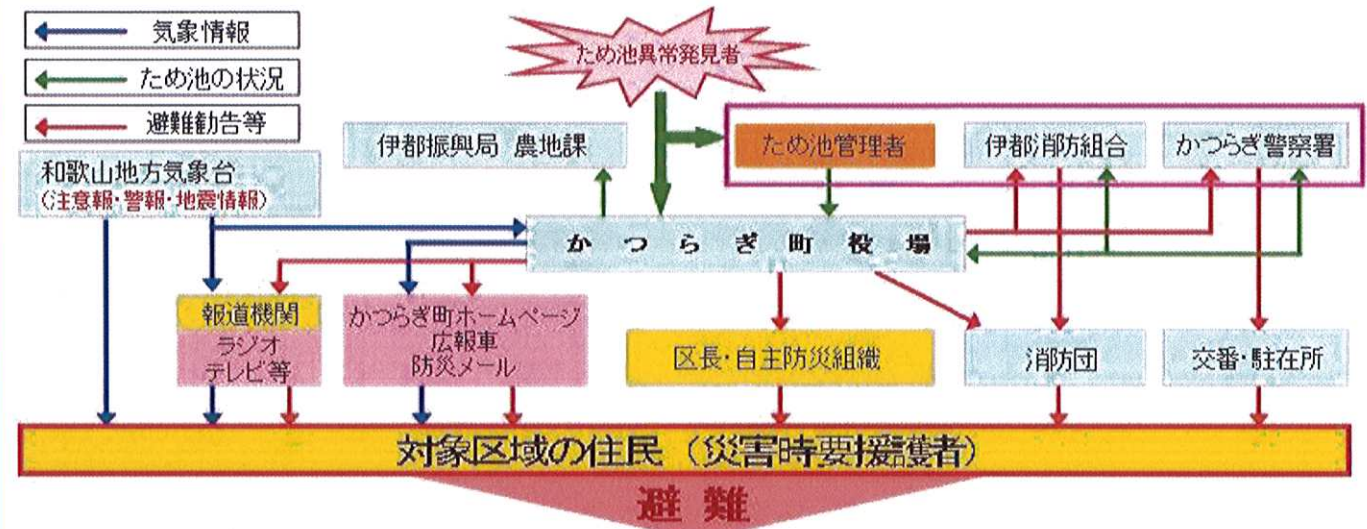 気象情報
ため池の状況
避難勧告等
ため池異常発見者
和歌山地方気象台
(注意報・警報・地震情報)
伊都振興局 農地課
ため池管理者
伊都消防組合
かつらぎ警察署
かつらぎ町役場
報道機関
ラジオ
テレビ等
かつらぎ町ホームページ
広報車
防災メール
区長・自主防災組織
消防団
交番・駐在所
対象区域の住民（災害時要援護者）
避難